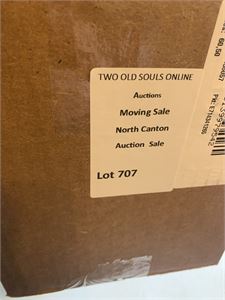 TWO OLD SOULS ONLINE
Auctions
Moving Sale
North Canton
Auction Sale
Lot 707